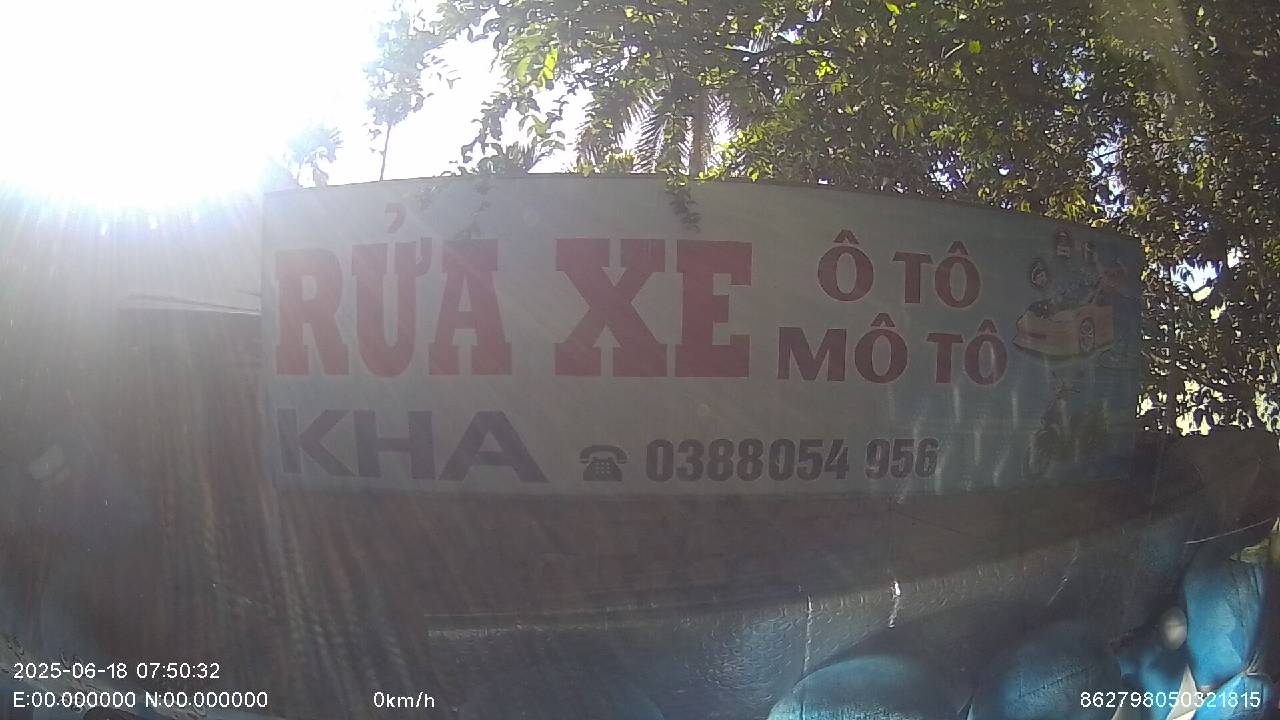 RỬA XE
Ô TÔ
MÔ TÔ
KHA
0388054 956
2025-06-18 07:50:32
E:00.000000 N:00.000000
0km/h
862798050321815